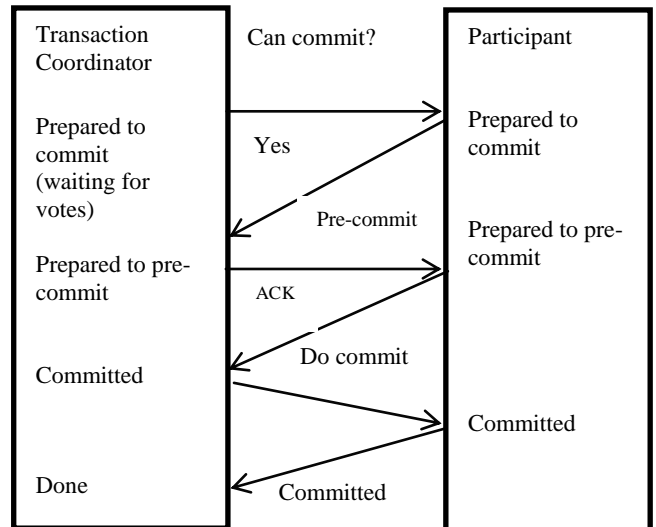 Transaction
Coordinator
Can commit?
Participant
Prepared to
commit
(waiting for
votes)
Yes
Prepared to
commit
Pre-commit
Prepared to pre-
commit
Prepared to pre-
commit
ACK
Do commit
Committed
Committed
Done
Committed